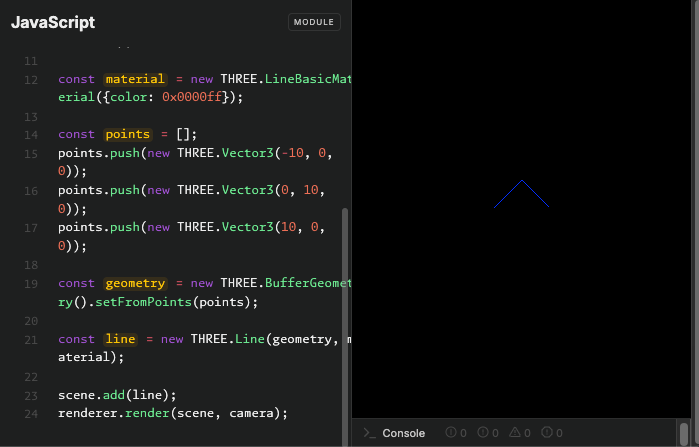 JavaScript
MODULE
11
12 const material = new THREE.LineBasicMat
erial({color: 0x0000ff});
13
14 const points = [];
15 points.push(new THREE.Vector3(-10, 0,
0));
16 points.push(new THREE.Vector3(0, 10,
0));
17 points.push(new THREE.Vector3(10, 0,
0));
18
19 const geometry = new THREE.BufferGeomet
ry().setFromPoints(points);
20
21 const line = new THREE.Line(geometry, m
aterial);
22
23 scene.add(line);
24 renderer.render(scene, camera);
>_ Console 0 0 0 0